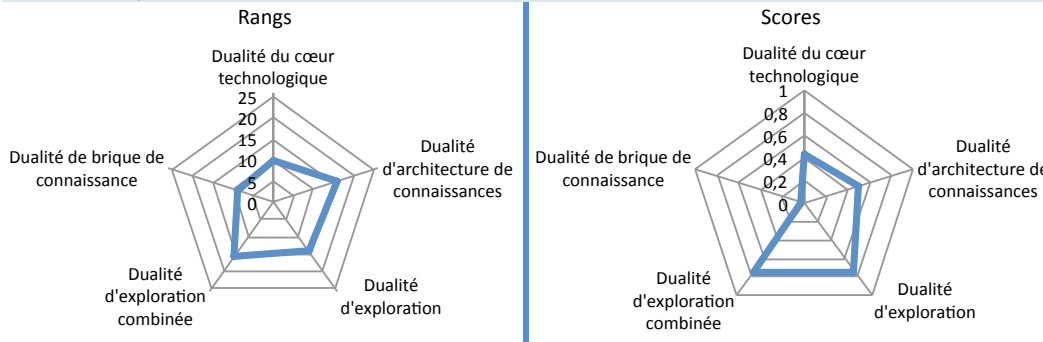 Rangs
Dualité du cœur
technologique
25
20
15
10
5
0
Dualité
d'architecture de
connaissances
Dualité
d'exploration
Dualité
d'exploration
combinée
Dualité de brique de
connaissance
Scores
Dualité du cœur
technologique
1
0,8
0,6
0,4
0,2
0
Dualité
d'architecture de
connaissances
Dualité
d'exploration
Dualité
d'exploration
combinée
Dualité de brique de
connaissance